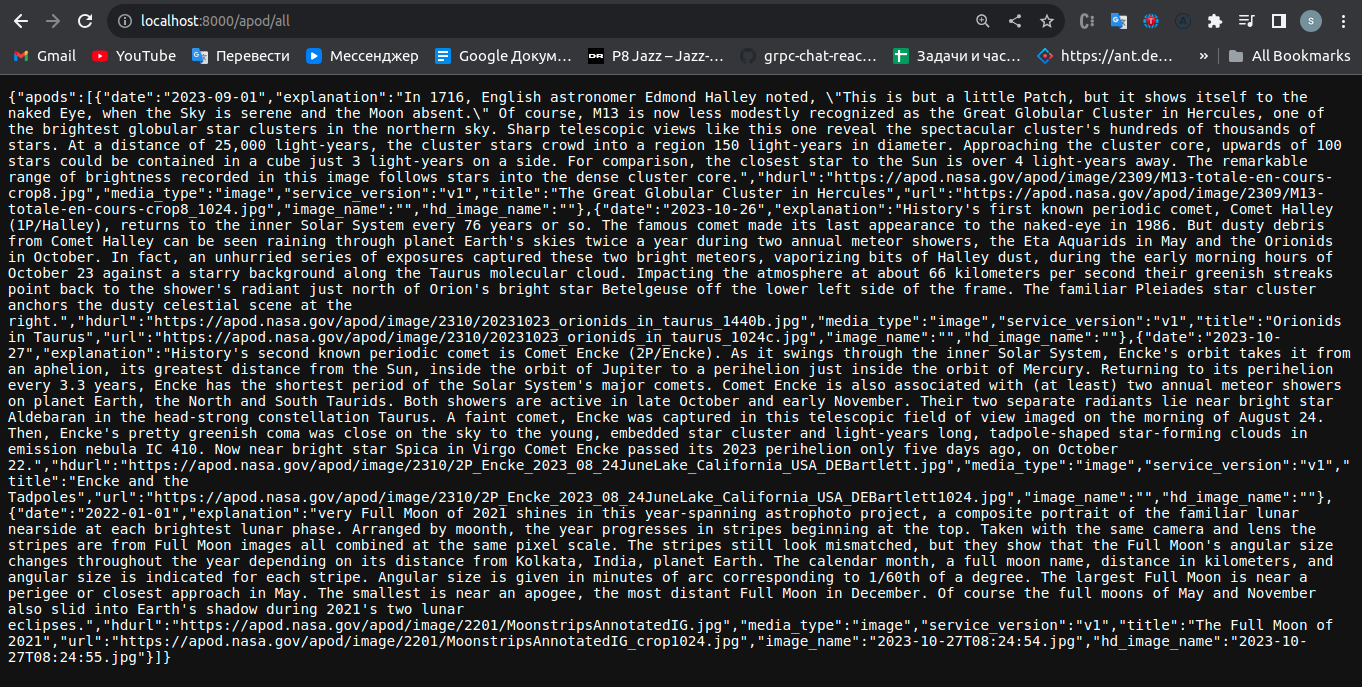 localhost:8000/apod/all
Gmail YouTube Перевести Мессенджер Google Докум... P8 Jazz – Jazz-... grpc-chat-reac... Задачи и час... https://ant.de... » All Bookmarks
{"apods":[{"date":"2023-09-01","explanation":"In 1716, English astronomer Edmond Halley noted, \"This is but a little Patch, but it shows itself to the
naked Eye, when the Sky is serene and the Moon absent.\" Of course, M13 is now less modestly recognized as the Great Globular Cluster in Hercules, one of
the brightest globular star clusters in the northern sky. Sharp telescopic views like this one reveal the spectacular cluster's hundreds of thousands of
stars. At a distance of 25,000 light-years, the cluster stars crowd into a region 150 light-years in diameter. Approaching the cluster core, upwards of 100
stars could be contained in a cube just 3 light-years on a side. For comparison, the closest star to the Sun is over 4 light-years away. The remarkable
range of brightness recorded in this image follows stars into the dense cluster core.","hdurl":"https://apod.nasa.gov/apod/image/2309/M13-totale-en-cours-
crop8.jpg","media_type":"image","service_version":"v1","title":"The Great Globular Cluster in Hercules","url":"https://apod.nasa.gov/apod/image/2309/M13-
totale-en-cours-crop8_1024.jpg","image_name":"","hd_image_name":""},{"date":"2023-10-26","explanation":"History's first known periodic comet, Comet Halley
(1P/Halley), returns to the inner Solar System every 76 years or so. The famous comet made its last appearance to the naked-eye in 1986. But dusty debris
from Comet Halley can be seen raining through planet Earth's skies twice a year during two annual meteor showers, the Eta Aquarids in May and the Orionids
in October. In fact, an unhurried series of exposures captured these two bright meteors, vaporizing bits of Halley dust, during the early morning hours of
October 23 against a starry background along the Taurus molecular cloud. Impacting the atmosphere at about 66 kilometers per second their greenish streaks
point back to the shower's radiant just north of Orion's bright star Betelgeuse off the lower left side of the frame. The familiar Pleiades star cluster
anchors the dusty celestial scene at the
right.","hdurl":"https://apod.nasa.gov/apod/image/2310/20231023_orionids_in_taurus_1440b.jpg","media_type":"image","service_version":"v1","title":"Orionids
in Taurus","url":"https://apod.nasa.gov/apod/image/2310/20231023_orionids_in_taurus_1024c.jpg","image_name":"","hd_image_name":""},{"date":"2023-10-
27","explanation":"History's second known periodic comet is Comet Encke (2P/Encke). As it swings through the inner Solar System, Encke's orbit takes it from
an aphelion, its greatest distance from the Sun, inside the orbit of Jupiter to a perihelion just inside the orbit of Mercury. Returning to its perihelion
every 3.3 years, Encke has the shortest period of the Solar System's major comets. Comet Encke is also associated with (at least) two annual meteor showers
on planet Earth, the North and South Taurids. Both showers are active in late October and early November. Their two separate radiants lie near bright star
Aldebaran in the head-strong constellation Taurus. A faint comet, Encke was captured in this telescopic field of view imaged on the morning of August 24.
Then, Encke's pretty greenish coma was close on the sky to the young, embedded star cluster and light-years long, tadpole-shaped star-forming clouds in
emission nebula IC 410. Now near bright star Spica in Virgo Comet Encke passed its 2023 perihelion only five days ago, on October
22.","hdurl":"https://apod.nasa.gov/apod/image/2310/2P_Encke_2023_08_24JuneLake_California_USA_DEBartlett.jpg","media_type":"image","service_version":"v1","
title":"Encke and the
Tadpoles","url":"https://apod.nasa.gov/apod/image/2310/2P_Encke_2023_08_24JuneLake_California_USA_DEBartlett1024.jpg","image_name":"","hd_image_name":""},
{"date":"2022-01-01","explanation":"very Full Moon of 2021 shines in this year-spanning astrophoto project, a composite portrait of the familiar lunar
nearside at each brightest lunar phase. Arranged by moonth, the year progresses in stripes beginning at the top. Taken with the same camera and lens the
stripes are from Full Moon images all combined at the same pixel scale. The stripes still look mismatched, but they show that the Full Moon's angular size
changes throughout the year depending on its distance from Kolkata, India, planet Earth. The calendar month, a full moon name, distance in kilometers, and
angular size is indicated for each stripe. Angular size is given in minutes of arc corresponding to 1/60th of a degree. The largest Full Moon is near a
perigee or closest approach in May. The smallest is near an apogee, the most distant Full Moon in December. Of course the full moons of May and November
also slid into Earth's shadow during 2021's two lunar
eclipses.","hdurl":"https://apod.nasa.gov/apod/image/2201/MoonstripsAnnotatedIG.jpg","media_type":"image","service_version":"v1","title":"The Full Moon of
2021","url":"https://apod.nasa.gov/apod/image/2201/MoonstripsAnnotatedIG_crop1024.jpg","image_name":"2023-10-27T08:24:54.jpg","hd_image_name":"2023-10-
27T08:24:55.jpg"}]}